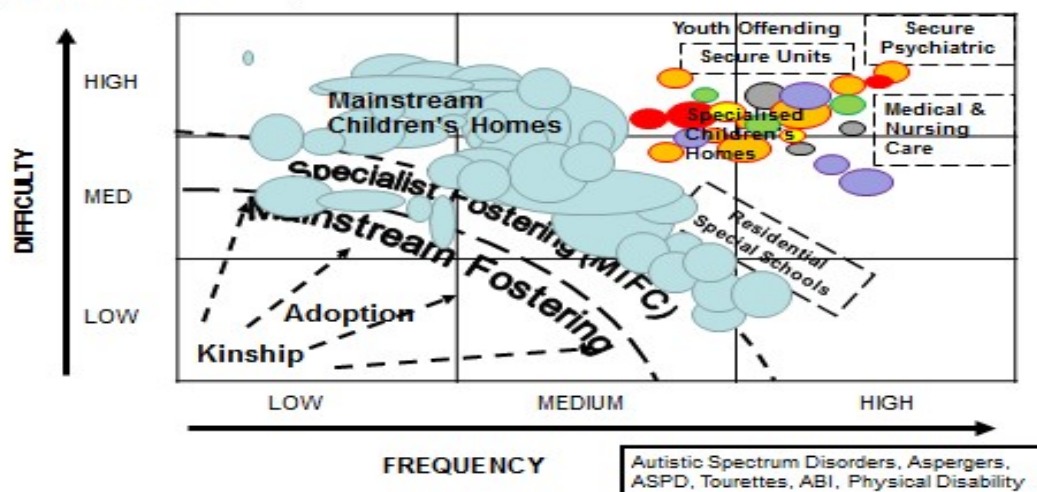 Youth Offending
Secure Units
Secure
Psychiatric
HIGH
Mainstream
Children's Homes
Specialised
Children's
Homes
Medical &
Nursing
Care
MED
DIFFICULTY
Specialist Fostering (MTFC)
Mainstream Fostering
Residential
Special Schools
LOW
Adoption
Kinship
LOW
MEDIUM
HIGH
FREQUENCY
Autistic Spectrum Disorders, Aspergers,
ASPD, Tourettes, ABI, Physical Disability